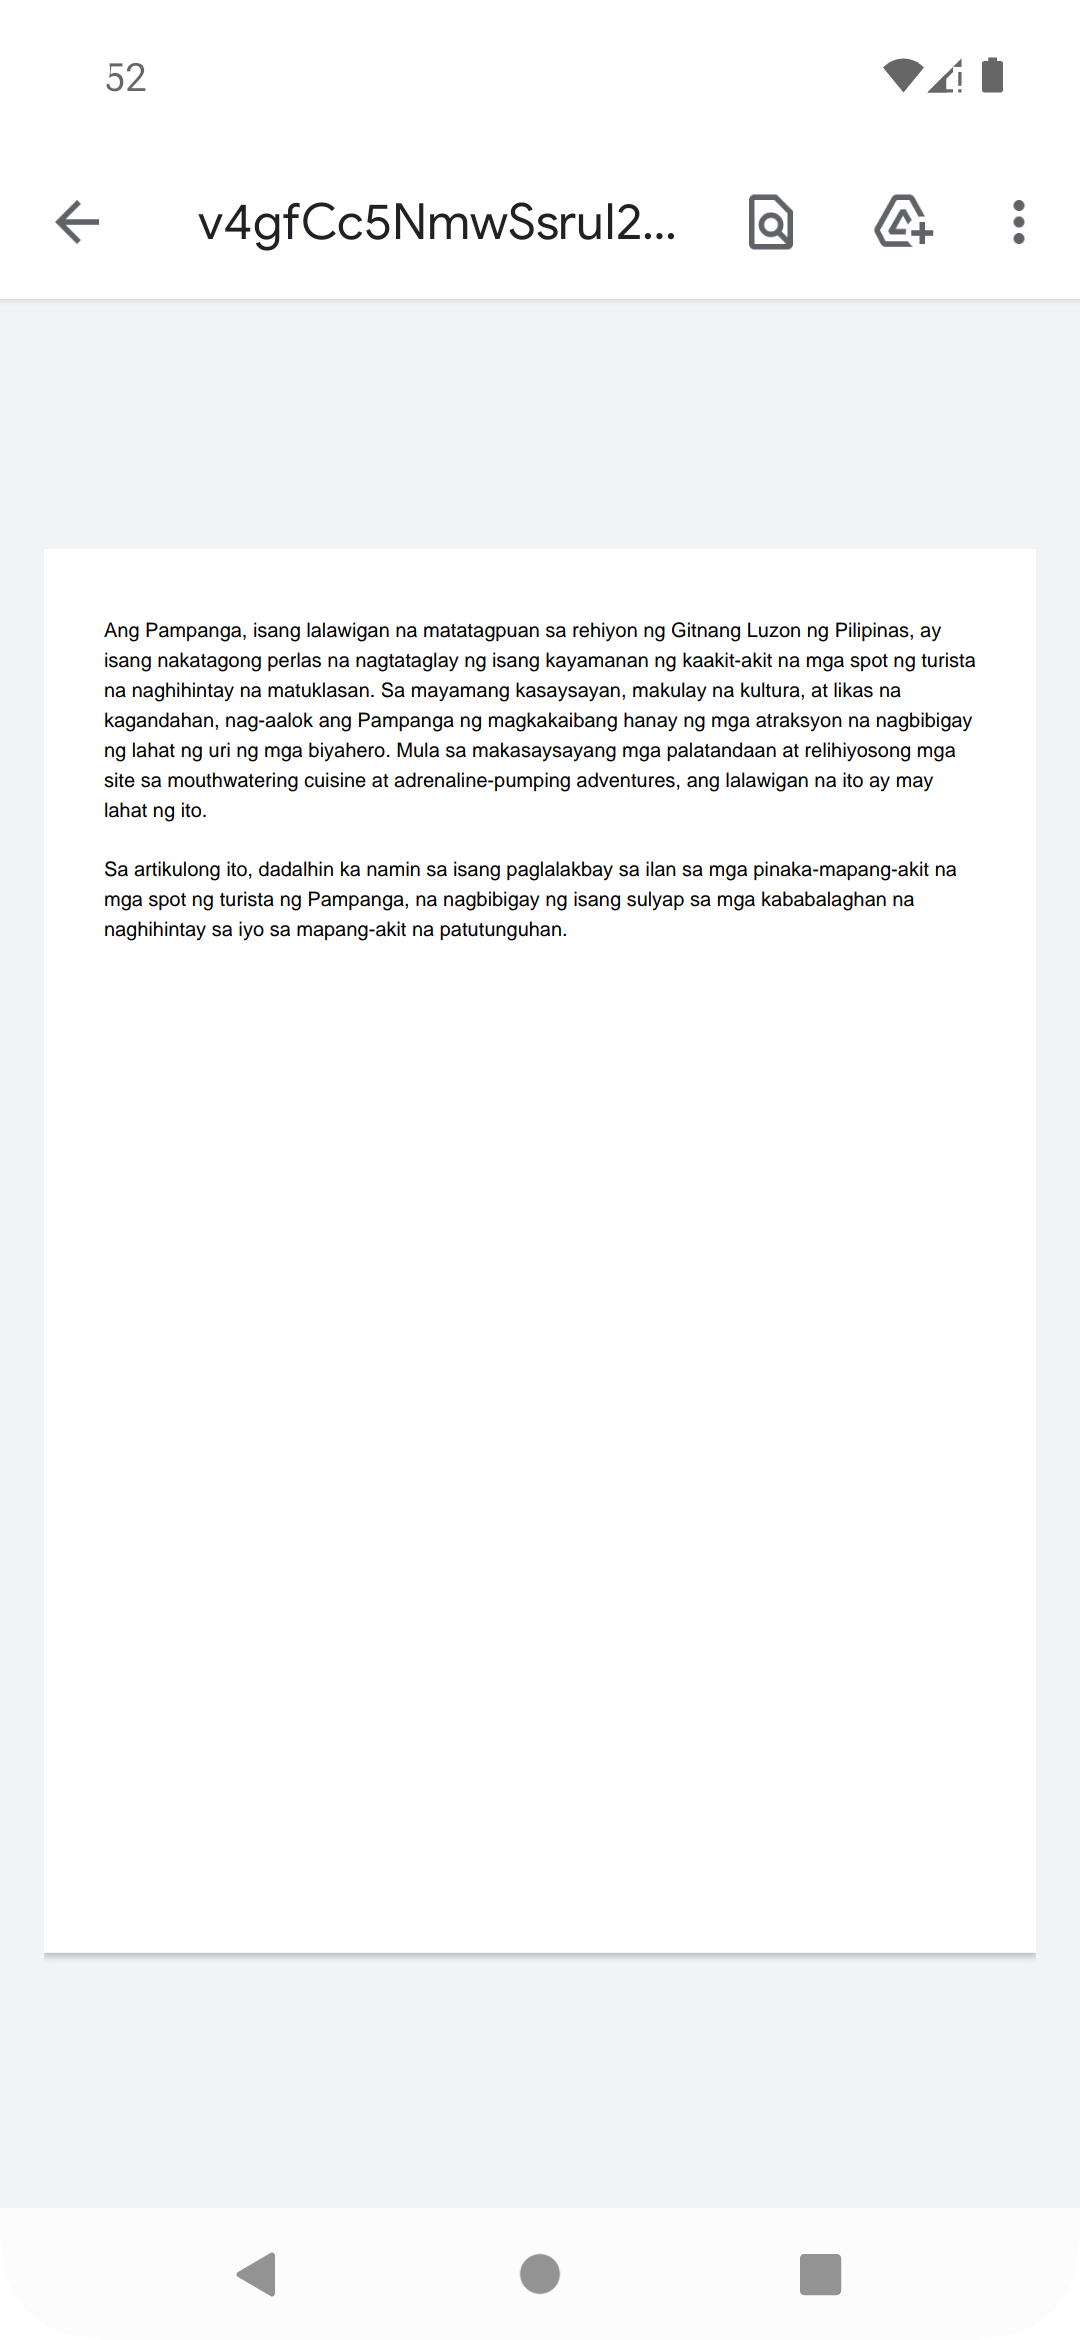 52
v4gfCc5NmwSsrul2...
Ang Pampanga, isang lalawigan na matatagpuan sa rehiyon ng Gitnang Luzon ng Pilipinas, ay
isang nakatagong perlas na nagtataglay ng isang kayamanan ng kaakit-akit na mga spot ng turista
na naghihintay na matuklasan. Sa mayamang kasaysayan, makulay na kultura, at likas na
kagandahan, nag-aalok ang Pampanga ng magkakaibang hanay ng mga atraksyon na nagbibigay
ng lahat ng uri ng mga biyahero. Mula sa makasaysayang mga palatandaan at relihiyosong mga
site sa mouthwatering cuisine at adrenaline-pumping adventures, ang lalawigan na ito ay may
lahat ng ito.
Sa artikulong ito, dadalhin ka namin sa isang paglalakbay sa ilan sa mga pinaka-mapang-akit na
mga spot ng turista ng Pampanga, na nagbibigay ng isang sulyap sa mga kababalaghan na
naghihintay sa iyo sa mapang-akit na patutunguhan.